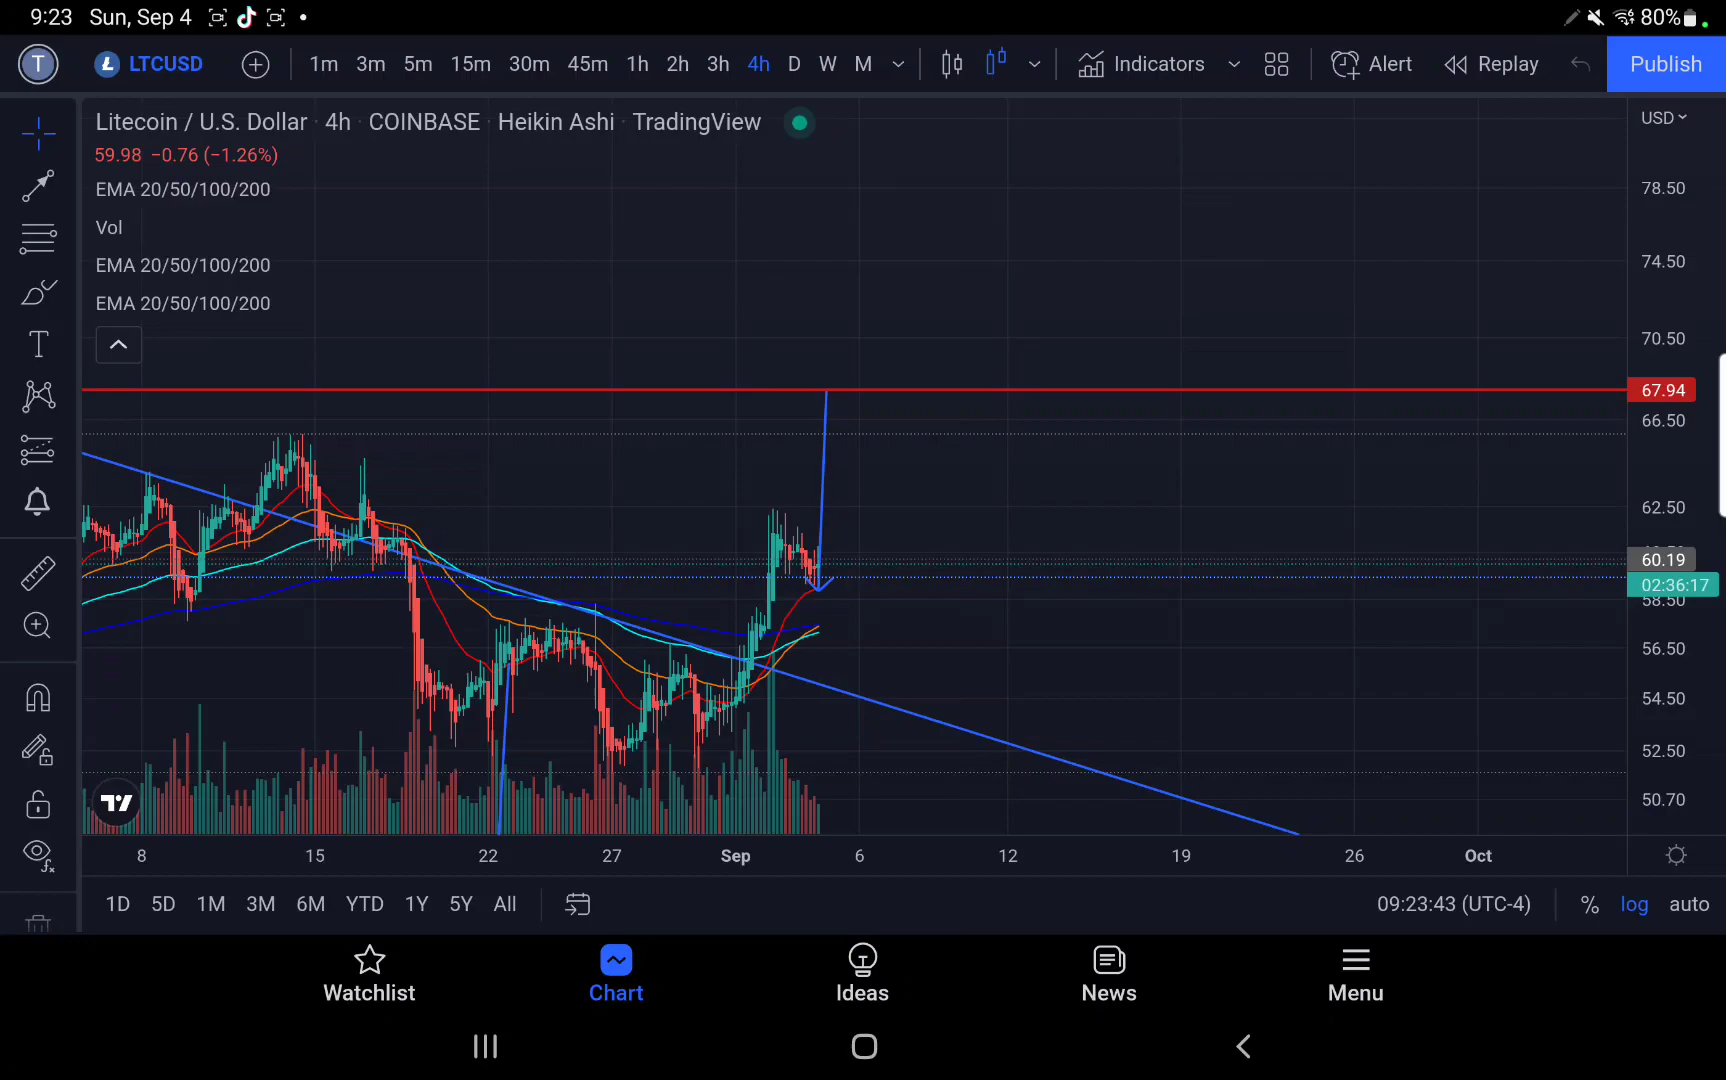 9:23 Sun, Sep 4 80%
T LTCUSD 1m 3m 5m 15m 30m 45m 1h 2h 3h 4h D W M Indicators Alert Replay Publish
Litecoin / U.S. Dollar · 4h · COINBASE · Heikin Ashi · TradingView
USD
59.98 −0.76 (−1.26%)
EMA 20/50/100/200
Vol
EMA 20/50/100/200
EMA 20/50/100/200
78.50
74.50
70.50
67.94
66.50
62.50
60.19
02:36:17
58.50
56.50
54.50
52.50
50.70
8 15 22 27 Sep 6 12 19 26 Oct
1D 5D 1M 3M 6M YTD 1Y 5Y All 09:23:43 (UTC-4) % log auto
Watchlist Chart Ideas News Menu